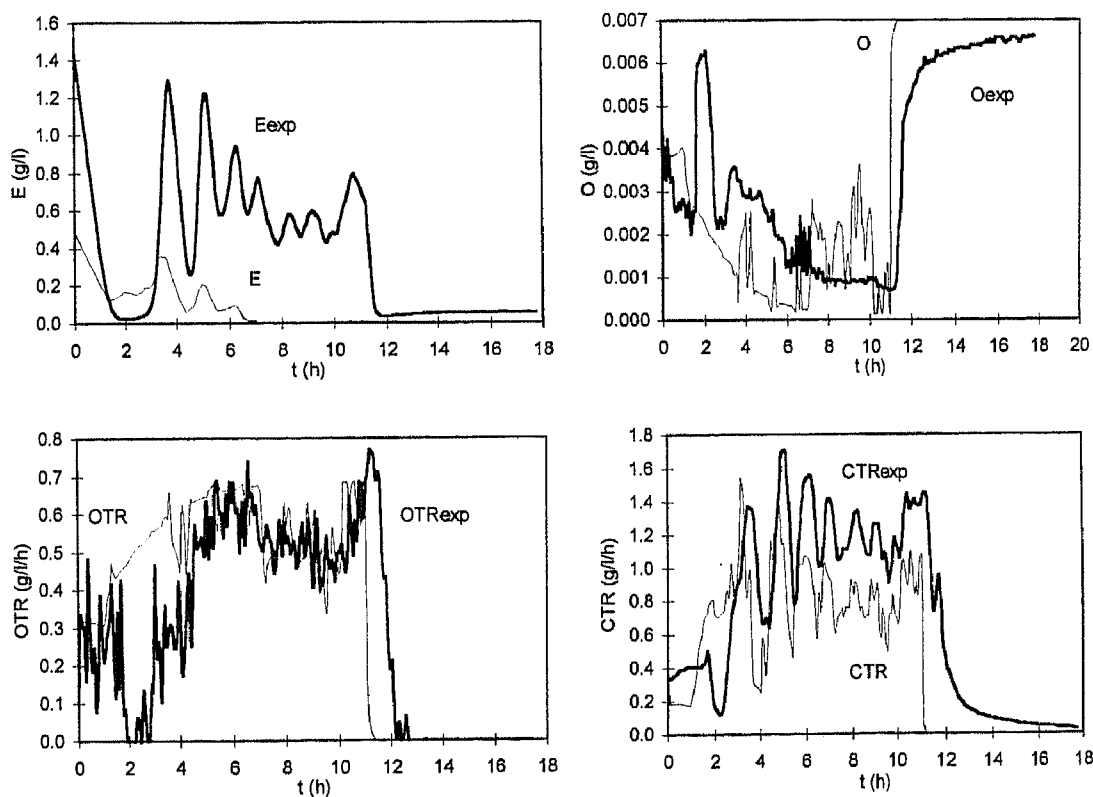 1.6
1.4
1.2
1.0
0.8
0.6
0.4
0.2
0.0
E (g/l)
Eexp
E
0 2 4 6 8 10 12 14 16 18
t (h)
0.007
0.006
0.005
0.004
0.003
0.002
0.001
0.000
O (g/l)
O
Oexp
0 2 4 6 8 10 12 14 16 18 20
t (h)
0.8
0.7
0.6
0.5
0.4
0.3
0.2
0.1
0.0
OTR (g/l/h)
OTR
OTRexp
0 2 4 6 8 10 12 14 16 18
t (h)
1.8
1.6
1.4
1.2
1.0
0.8
0.6
0.4
0.2
0.0
CTR (g/l/h)
CTRexp
CTR
0 2 4 6 8 10 12 14 16 18
t (h)